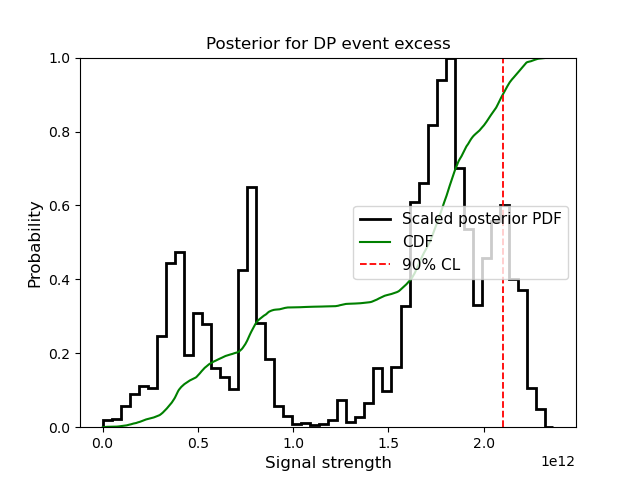 Posterior for DP event excess
Probability
1.0
0.8
0.6
0.4
0.2
0.0
Scaled posterior PDF
CDF
90% CL
0.0 0.5 1.0 1.5 2.0
1e12
Signal strength